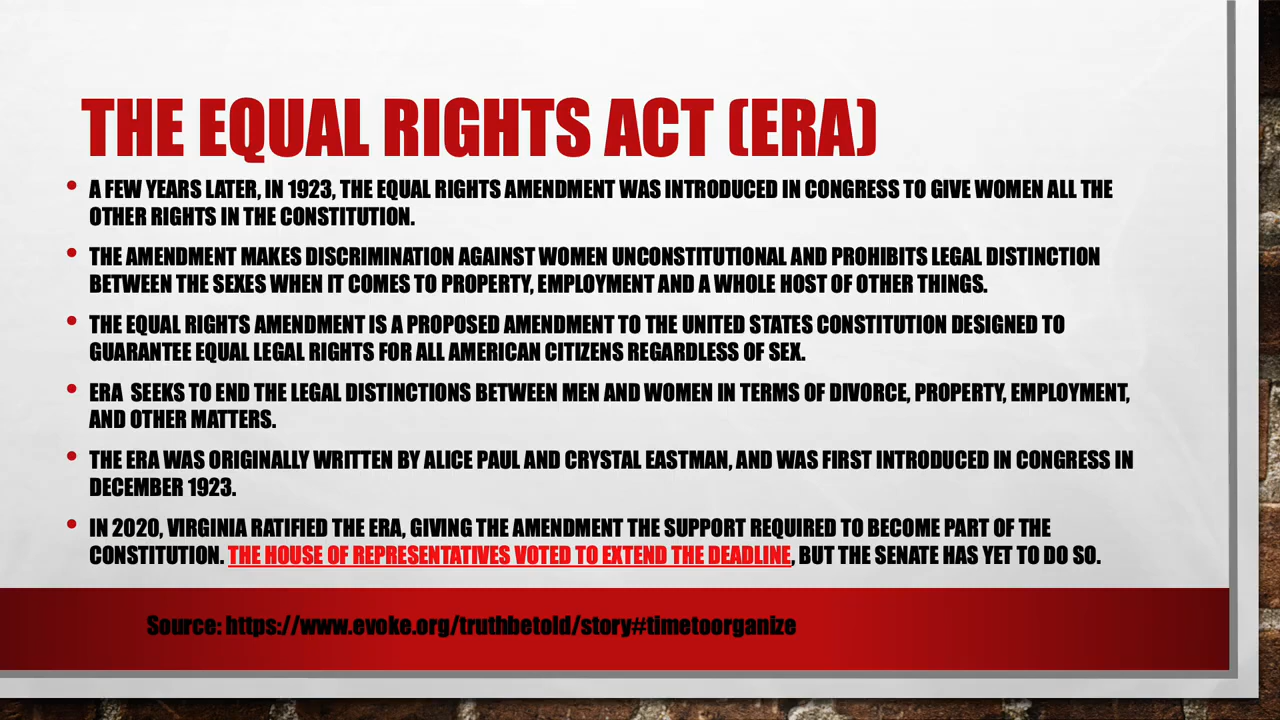 THE EQUAL RIGHTS ACT (ERA)
• A FEW YEARS LATER, IN 1923, THE EQUAL RIGHTS AMENDMENT WAS INTRODUCED IN CONGRESS TO GIVE WOMEN ALL THE
OTHER RIGHTS IN THE CONSTITUTION.
• THE AMENDMENT MAKES DISCRIMINATION AGAINST WOMEN UNCONSTITUTIONAL AND PROHIBITS LEGAL DISTINCTION
BETWEEN THE SEXES WHEN IT COMES TO PROPERTY, EMPLOYMENT AND A WHOLE HOST OF OTHER THINGS.
• THE EQUAL RIGHTS AMENDMENT IS A PROPOSED AMENDMENT TO THE UNITED STATES CONSTITUTION DESIGNED TO
GUARANTEE EQUAL LEGAL RIGHTS FOR ALL AMERICAN CITIZENS REGARDLESS OF SEX.
• ERA  SEEKS TO END THE LEGAL DISTINCTIONS BETWEEN MEN AND WOMEN IN TERMS OF DIVORCE, PROPERTY, EMPLOYMENT,
AND OTHER MATTERS.
• THE ERA WAS ORIGINALLY WRITTEN BY ALICE PAUL AND CRYSTAL EASTMAN, AND WAS FIRST INTRODUCED IN CONGRESS IN
DECEMBER 1923.
• IN 2020, VIRGINIA RATIFIED THE ERA, GIVING THE AMENDMENT THE SUPPORT REQUIRED TO BECOME PART OF THE
CONSTITUTION. THE HOUSE OF REPRESENTATIVES VOTED TO EXTEND THE DEADLINE, BUT THE SENATE HAS YET TO DO SO.
Source: https://www.evoke.org/truthbetold/story#timetoorganize